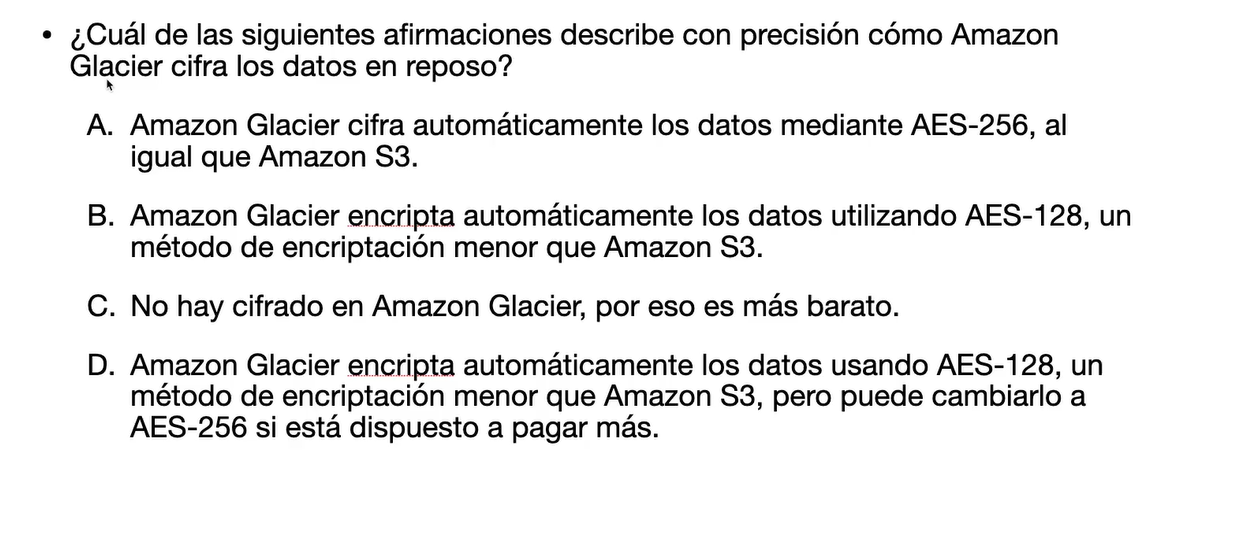 • ¿Cuál de las siguientes afirmaciones describe con precisión cómo Amazon
Glacier cifra los datos en reposo?
A. Amazon Glacier cifra automáticamente los datos mediante AES-256, al
igual que Amazon S3.
B. Amazon Glacier encripta automáticamente los datos utilizando AES-128, un
método de encriptación menor que Amazon S3.
C. No hay cifrado en Amazon Glacier, por eso es más barato.
D. Amazon Glacier encripta automáticamente los datos usando AES-128, un
método de encriptación menor que Amazon S3, pero puede cambiarlo a
AES-256 si está dispuesto a pagar más.